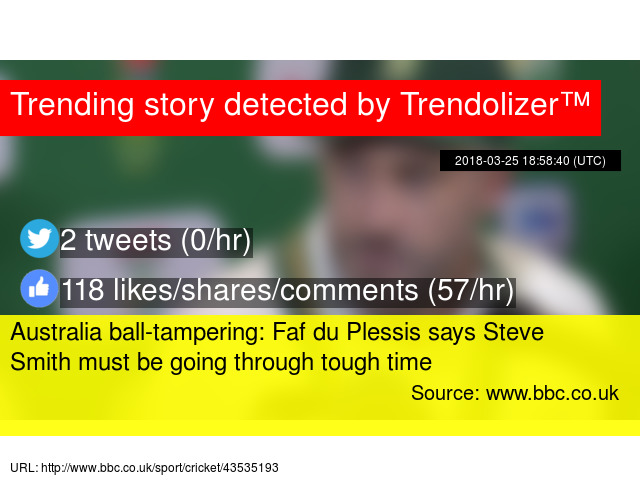 Trending story detected by Trendolizer™
2018-03-25 18:58:40 (UTC)
2 tweets (0/hr)
118 likes/shares/comments (57/hr)
Australia ball-tampering: Faf du Plessis says Steve
Smith must be going through tough time
Source: www.bbc.co.uk
URL: http://www.bbc.co.uk/sport/cricket/43535193